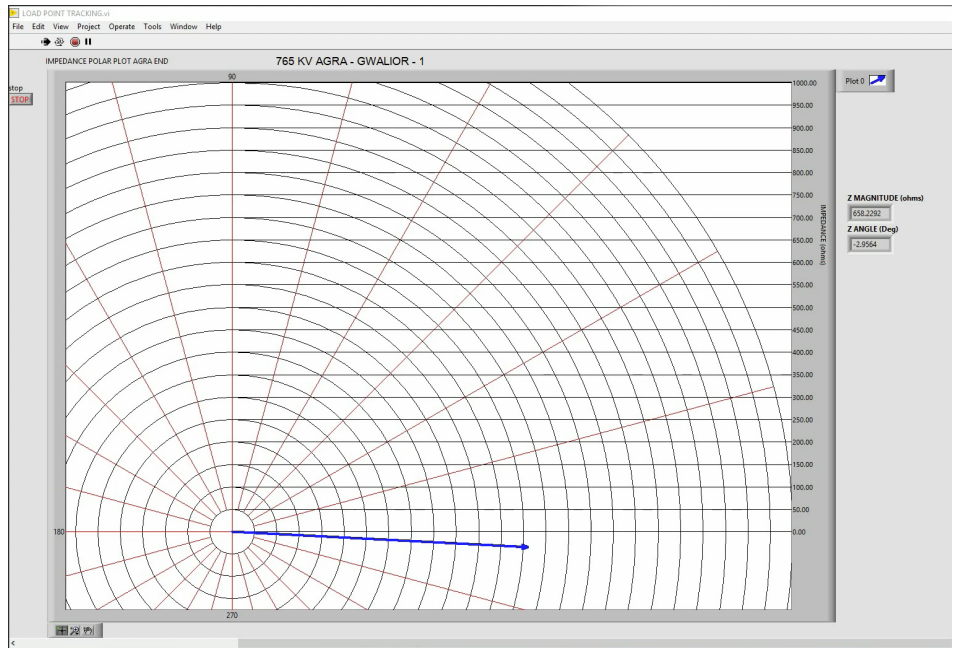 LOAD POINT TRACKING.vi
File Edit View Project Operate Tools Window Help
IMPEDANCE POLAR PLOT AGRA END
765 KV AGRA - GWALIOR - 1
stop
STOP
90
180
270
1000.00
950.00
900.00
850.00
800.00
750.00
700.00
650.00
600.00
550.00
500.00
450.00
400.00
350.00
300.00
250.00
200.00
150.00
100.00
50.00
0.00
IMPEDANCE (ohms)
Plot 0
Z MAGNITUDE (ohms)
658.2292
Z ANGLE (Deg)
-2.9564